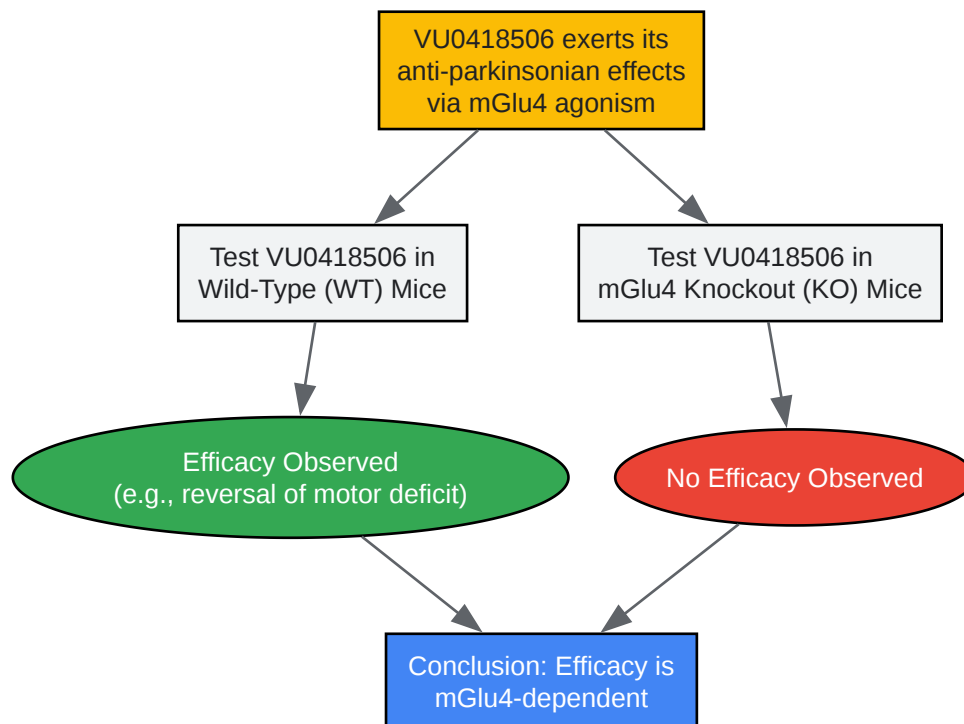 VU0418506 exerts its
anti-parkinsonian effects
via mGlu4 agonism
Test VU0418506 in
Wild-Type (WT) Mice
Test VU0418506 in
mGlu4 Knockout (KO) Mice
Efficacy Observed
(e.g., reversal of motor deficit)
No Efficacy Observed
Conclusion: Efficacy is
mGlu4-dependent